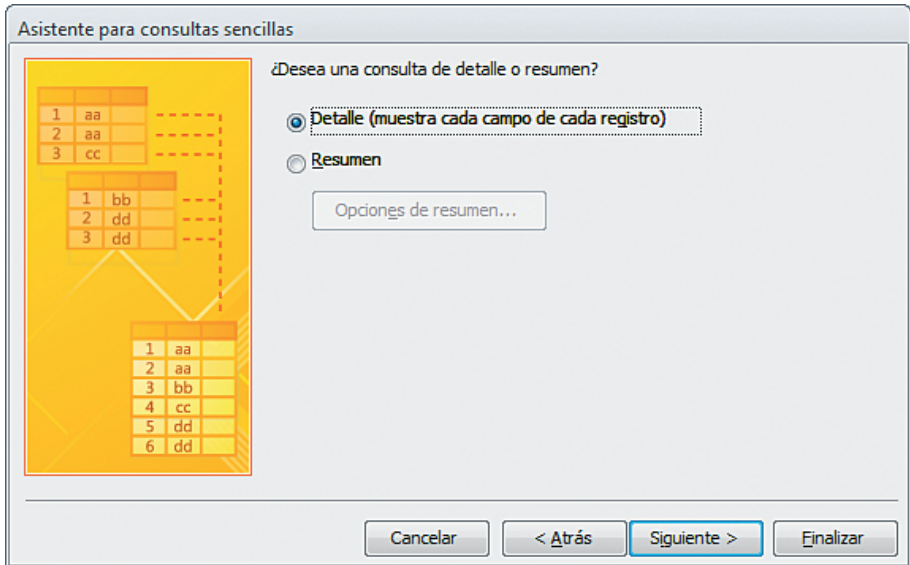 Asistente para consultas sencillas
¿Desea una consulta de detalle o resumen?
Detalle (muestra cada campo de cada registro)
Resumen
Opciones de resumen...
1 aa
2 aa
3 cc
1 bb
2 dd
3 dd
1 aa
2 aa
3 bb
4 cc
5 dd
6 dd
Cancelar
< Atrás
Siguiente >
Finalizar